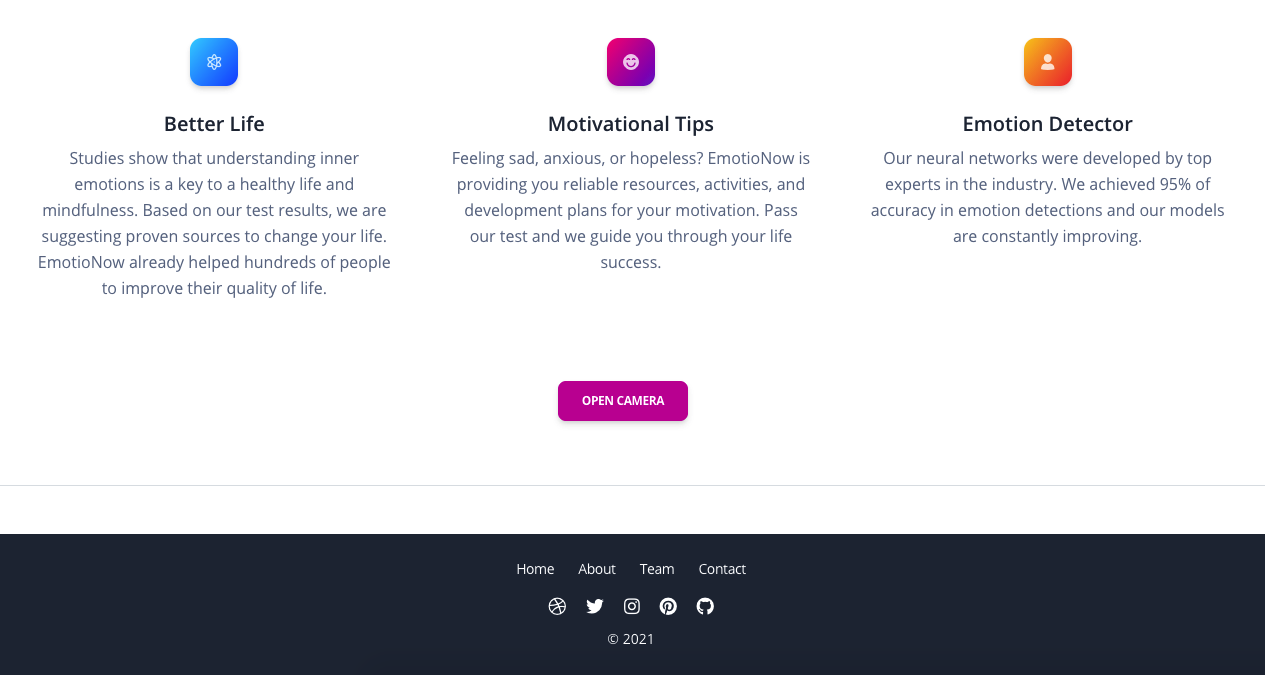 Better Life
Studies show that understanding inner
emotions is a key to a healthy life and
mindfulness. Based on our test results, we are
suggesting proven sources to change your life.
EmotioNow already helped hundreds of people
to improve their quality of life.
Motivational Tips
Feeling sad, anxious, or hopeless? EmotioNow is
providing you reliable resources, activities, and
development plans for your motivation. Pass
our test and we guide you through your life
success.
Emotion Detector
Our neural networks were developed by top
experts in the industry. We achieved 95% of
accuracy in emotion detections and our models
are constantly improving.
OPEN CAMERA
Home About Team Contact
© 2021